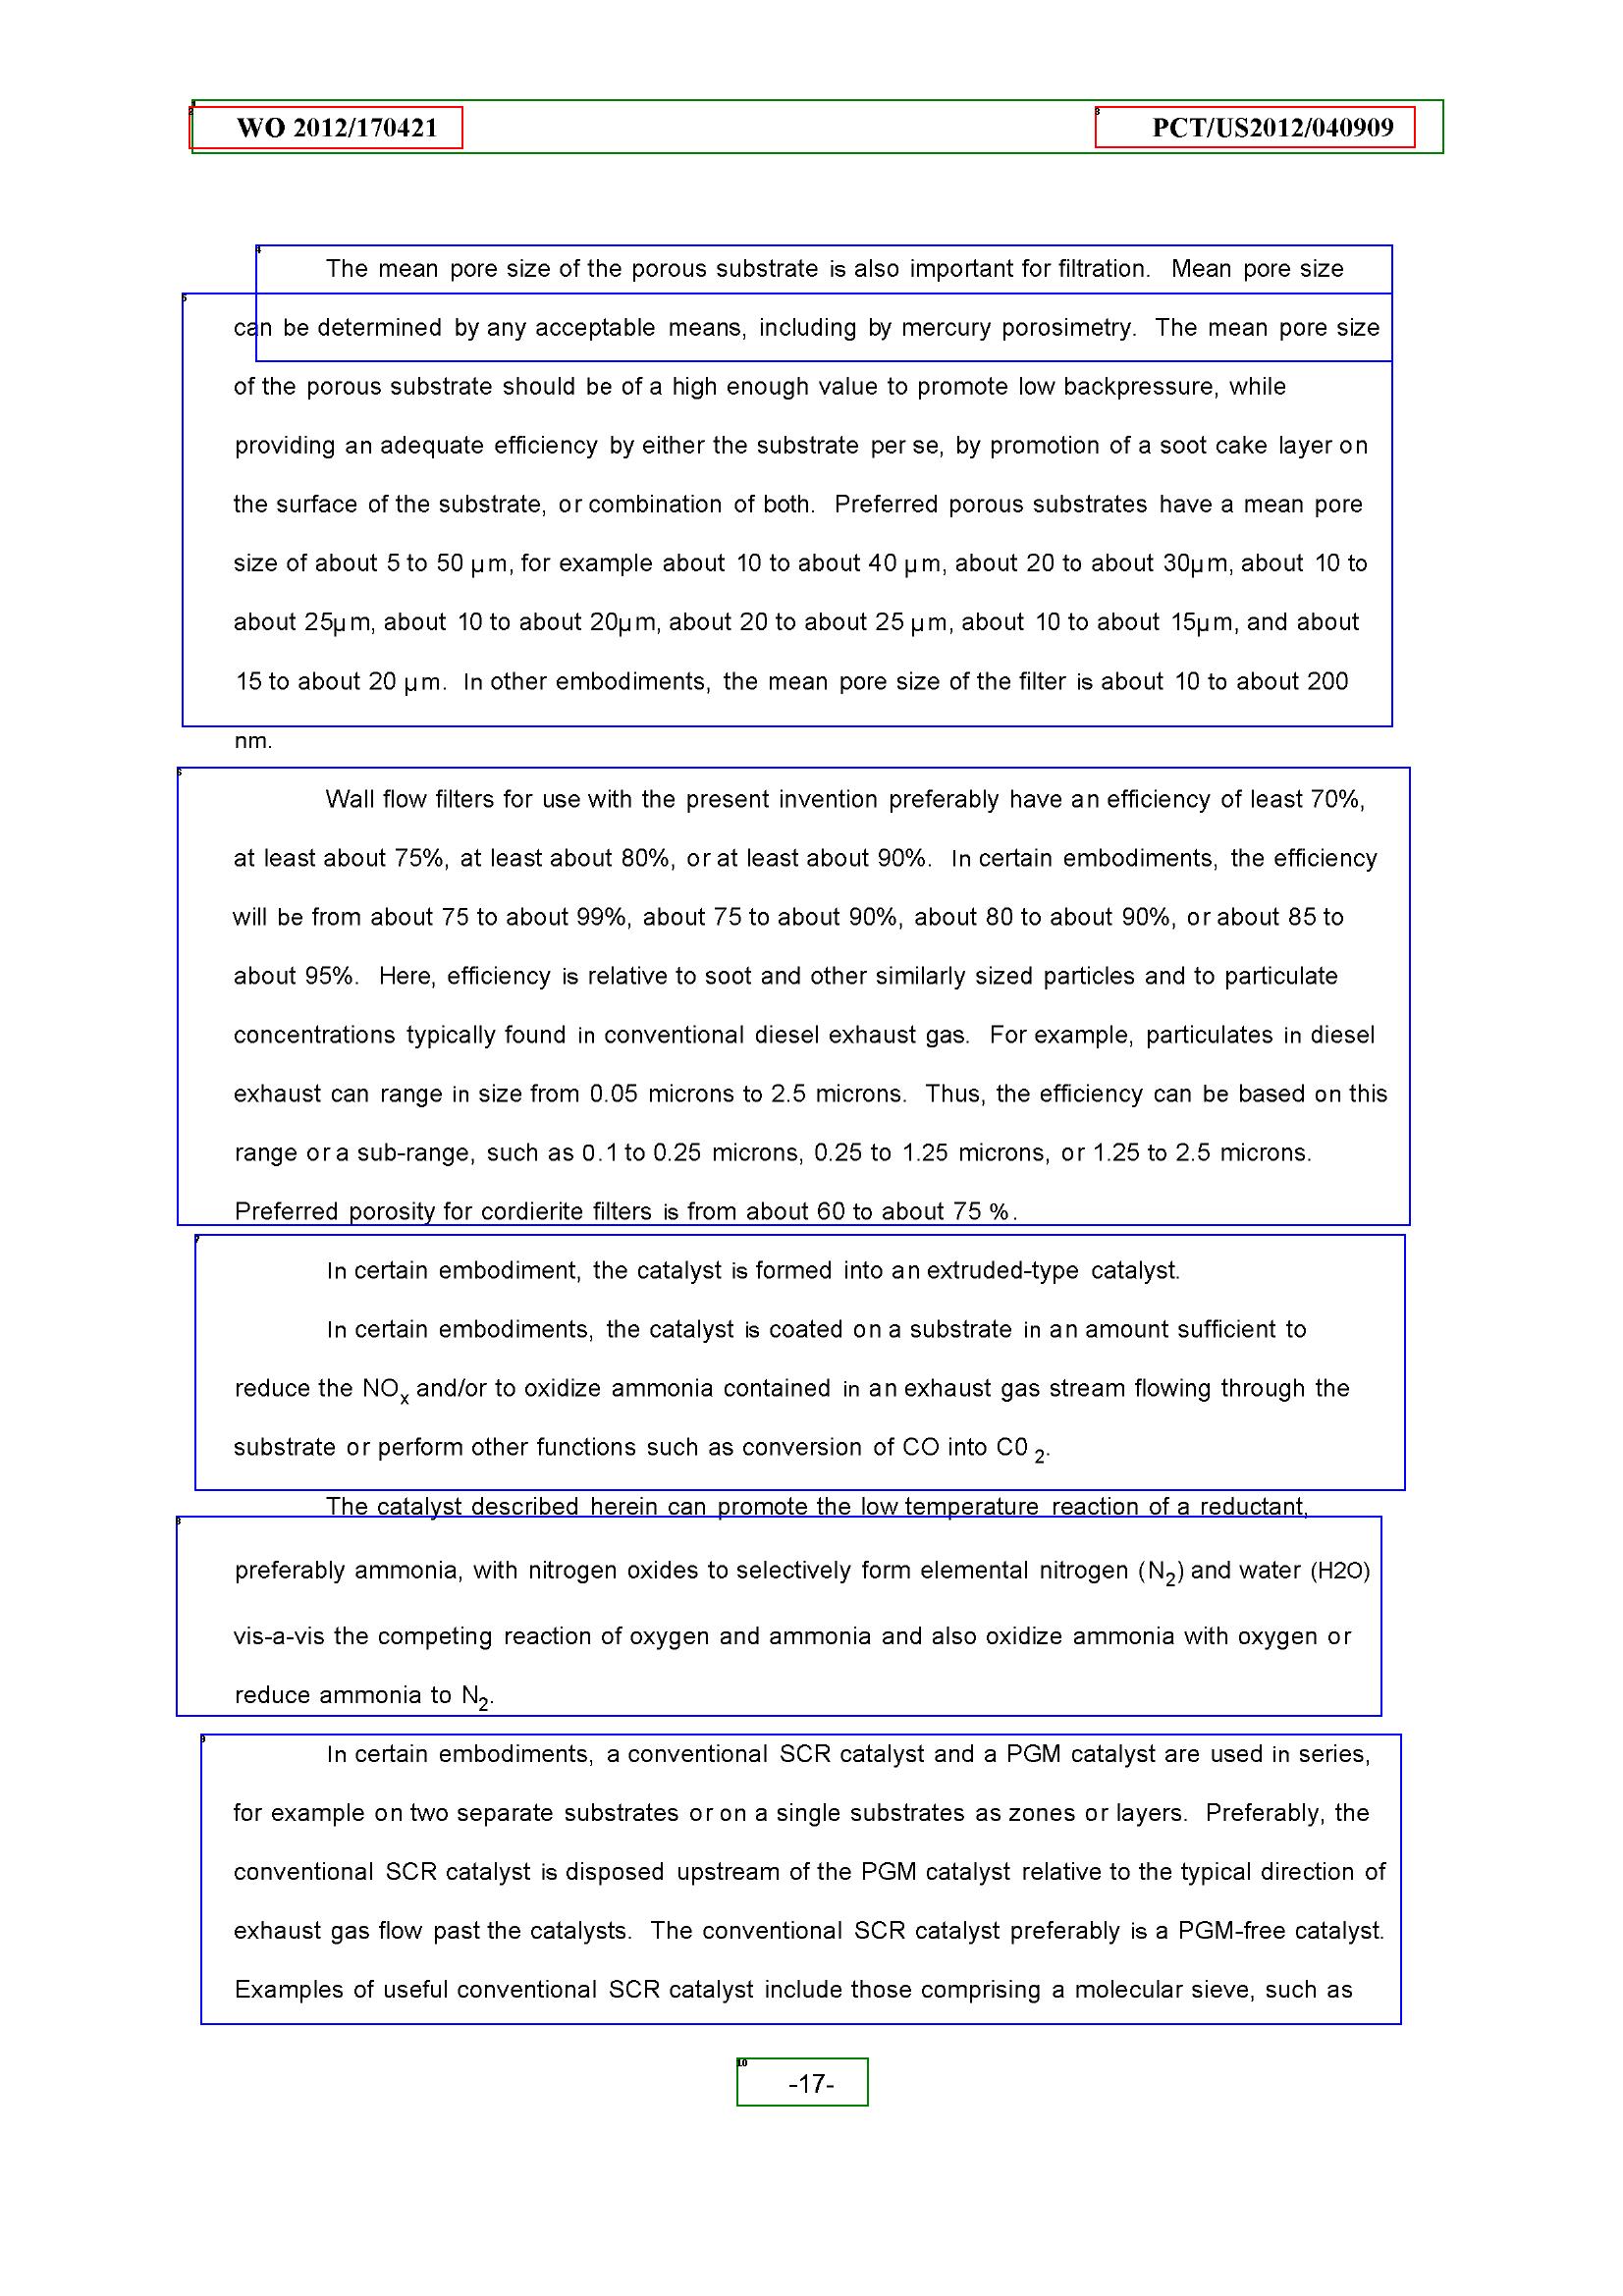 WO 2012/170421 PCT/US2012/040909
The mean pore size of the porous substrate is also important for filtration. Mean pore size
can be determined by any acceptable means, including by mercury porosimetry. The mean pore size
of the porous substrate should be of a high enough value to promote low backpressure, while
providing an adequate efficiency by either the substrate per se, by promotion of a soot cake layer on
the surface of the substrate, or combination of both. Preferred porous substrates have a mean pore
size of about 5 to 50 µm, for example about 10 to about 40 µm, about 20 to about 30µm, about 10 to
about 25µm, about 10 to about 20µm, about 20 to about 25 µm, about 10 to about 15µm, and about
15 to about 20 µm. In other embodiments, the mean pore size of the filter is about 10 to about 200
nm.
Wall flow filters for use with the present invention preferably have an efficiency of least 70%,
at least about 75%, at least about 80%, or at least about 90%. In certain embodiments, the efficiency
will be from about 75 to about 99%, about 75 to about 90%, about 80 to about 90%, or about 85 to
about 95%. Here, efficiency is relative to soot and other similarly sized particles and to particulate
concentrations typically found in conventional diesel exhaust gas. For example, particulates in diesel
exhaust can range in size from 0.05 microns to 2.5 microns. Thus, the efficiency can be based on this
range or a sub-range, such as 0.1 to 0.25 microns, 0.25 to 1.25 microns, or 1.25 to 2.5 microns.
Preferred porosity for cordierite filters is from about 60 to about 75 %.
In certain embodiment, the catalyst is formed into an extruded-type catalyst.
In certain embodiments, the catalyst is coated on a substrate in an amount sufficient to
reduce the NOx and/or to oxidize ammonia contained in an exhaust gas stream flowing through the
substrate or perform other functions such as conversion of CO into C0 2.
The catalyst described herein can promote the low temperature reaction of a reductant,
preferably ammonia, with nitrogen oxides to selectively form elemental nitrogen (N2) and water (H2O)
vis-a-vis the competing reaction of oxygen and ammonia and also oxidize ammonia with oxygen or
reduce ammonia to N2.
In certain embodiments, a conventional SCR catalyst and a PGM catalyst are used in series,
for example on two separate substrates or on a single substrates as zones or layers. Preferably, the
conventional SCR catalyst is disposed upstream of the PGM catalyst relative to the typical direction of
exhaust gas flow past the catalysts. The conventional SCR catalyst preferably is a PGM-free catalyst.
Examples of useful conventional SCR catalyst include those comprising a molecular sieve, such as
-17-